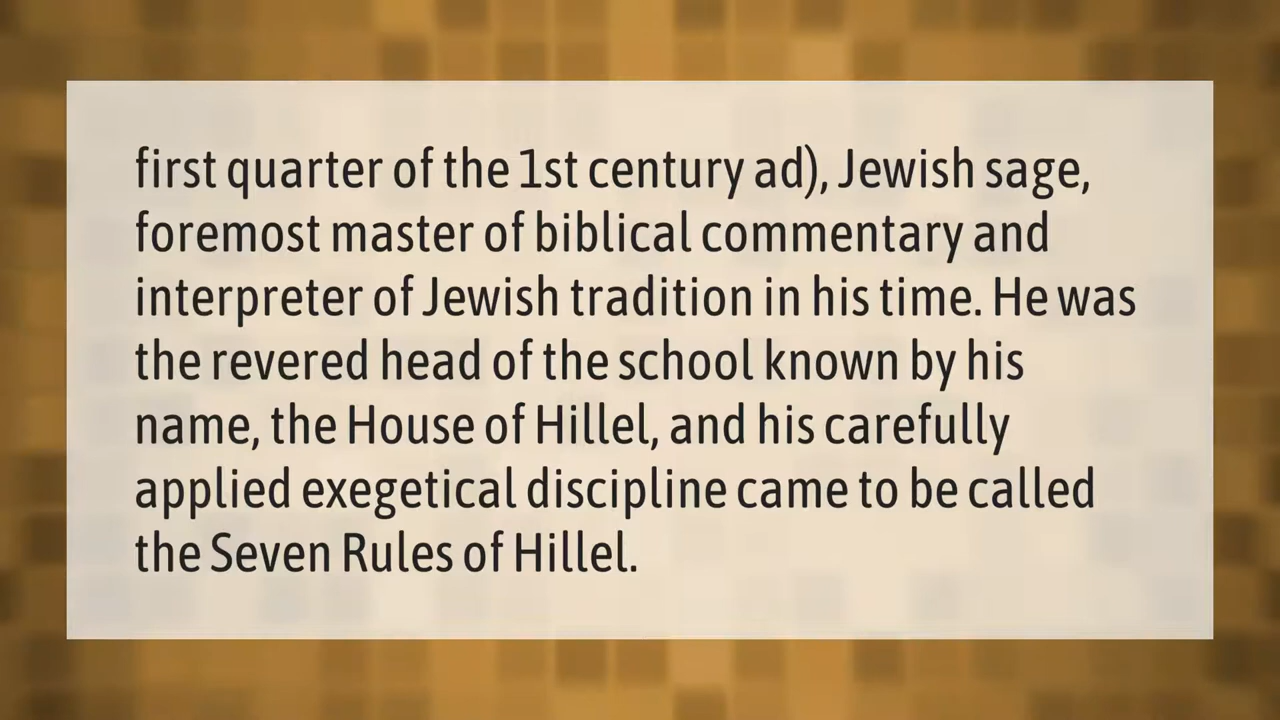 first quarter of the 1st century ad), Jewish sage,
foremost master of biblical commentary and
interpreter of Jewish tradition in his time. He was
the revered head of the school known by his
name, the House of Hillel, and his carefully
applied exegetical discipline came to be called
the Seven Rules of Hillel.